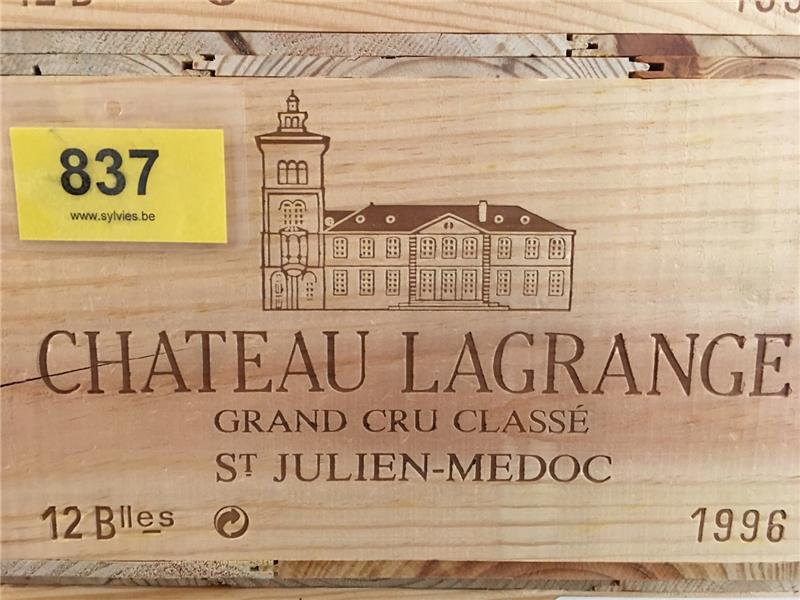 837
www.sylvies.be
CHATEAU LAGRANGE
GRAND CRU CLASSÉ
ST JULIEN-MEDOC
12 Blles
1996